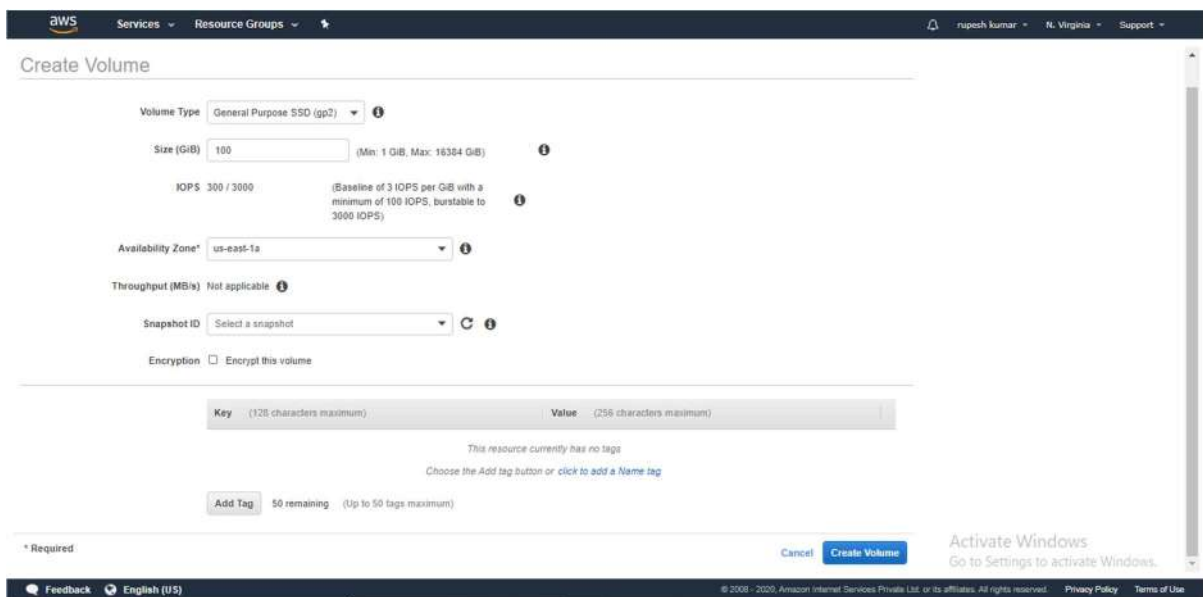 aws Services Resource Groups rupesh kumar N. Virginia Support
Create Volume
Volume Type General Purpose SSD (gp2)
Size (GiB) 100 (Min: 1 GiB, Max: 16384 GiB)
IOPS 300 / 3000 (Baseline of 3 IOPS per GiB with a
minimum of 100 IOPS, burstable to
3000 IOPS)
Availability Zone* us-east-1a
Throughput (MB/s) Not applicable
Snapshot ID Select a snapshot
Encryption Encrypt this volume
Key (128 characters maximum) Value (256 characters maximum)
This resource currently has no tags
Choose the Add tag button or click to add a Name tag
Add Tag 50 remaining (Up to 50 tags maximum)
* Required
Cancel Create Volume
Activate Windows
Go to Settings to activate Windows.
Feedback English (US) © 2008 - 2020, Amazon Internet Services Private Ltd. or its affiliates. All rights reserved. Privacy Policy Terms of Use